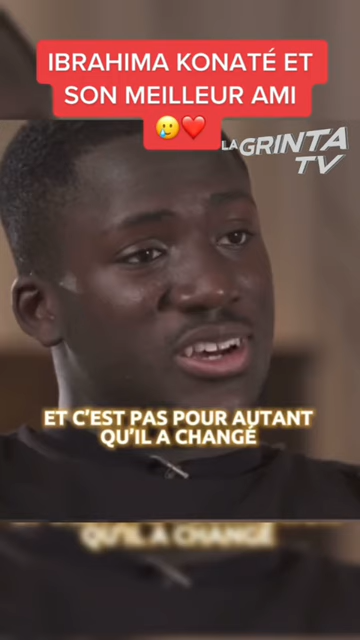 IBRAHIMA KONATÉ ET
SON MEILLEUR AMI
🥲❤️
LA GRINTA
TV
ET C'EST PAS POUR AUTANT
QU'IL A CHANGÉ
QU'IL A CHANGÉ